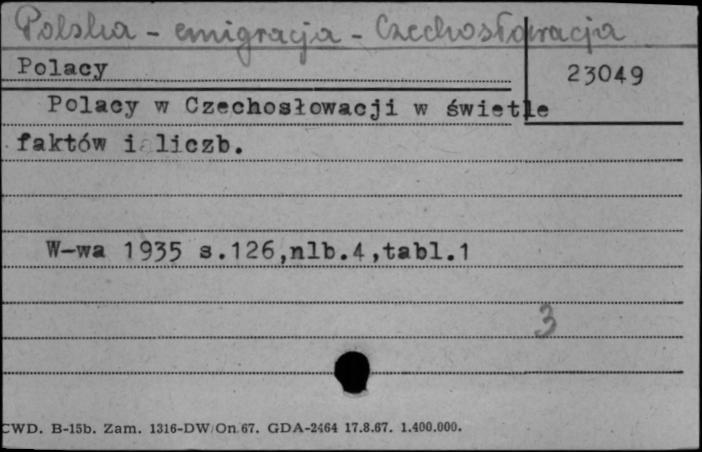 Polska - emigracja - Czechosłowacja
Polacy
23049
Polacy w Czechosłowacji w świetle
faktów i liczb.
W-wa 1935 s.126,nlb.4,tabl.1
3
CWD. B-15b. Zam. 1316-DW/On 67. GDA-2464 17.8.67. 1.400.000.